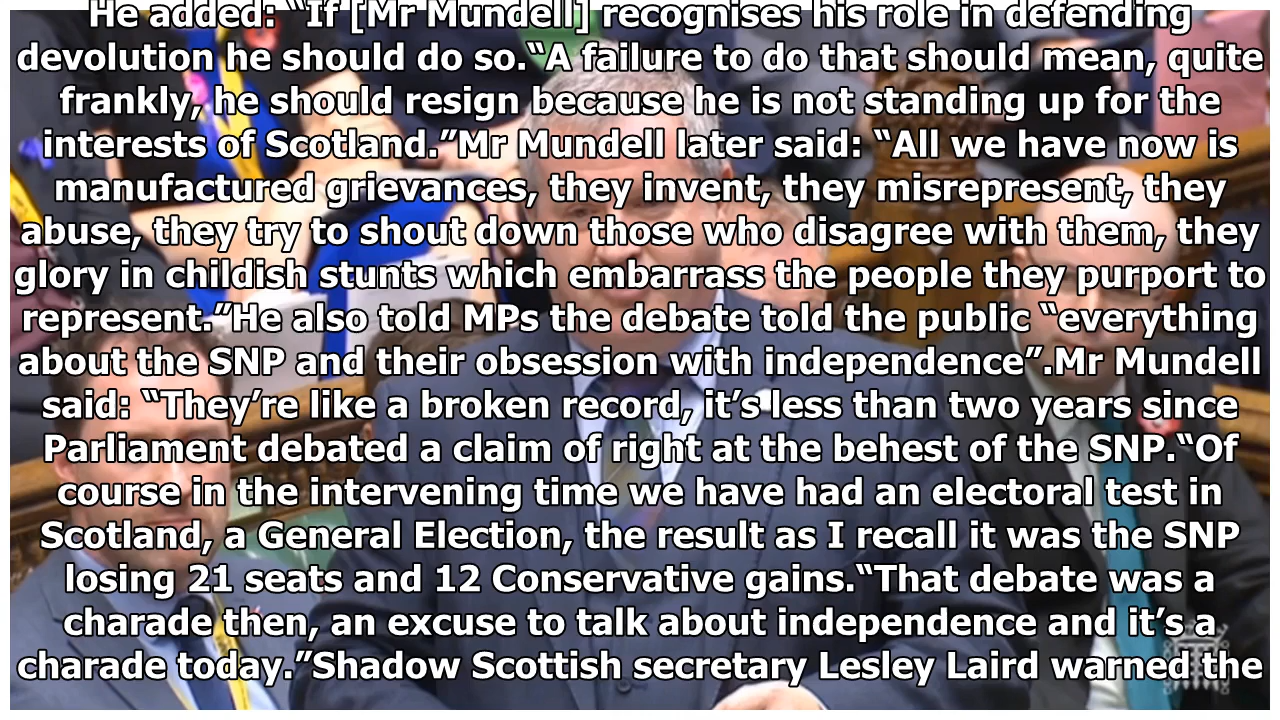 He added: “If [Mr Mundell] recognises his role in defending
devolution he should do so.“A failure to do that should mean, quite
frankly, he should resign because he is not standing up for the
interests of Scotland.”Mr Mundell later said: “All we have now is
manufactured grievances, they invent, they misrepresent, they
abuse, they try to shout down those who disagree with them, they
glory in childish stunts which embarrass the people they purport to
represent.”He also told MPs the debate told the public “everything
about the SNP and their obsession with independence”.Mr Mundell
said: “They’re like a broken record, it’s less than two years since
Parliament debated a claim of right at the behest of the SNP.“Of
course in the intervening time we have had an electoral test in
Scotland, a General Election, the result as I recall it was the SNP
losing 21 seats and 12 Conservative gains.“That debate was a
charade then, an excuse to talk about independence and it’s a
charade today.”Shadow Scottish secretary Lesley Laird warned the